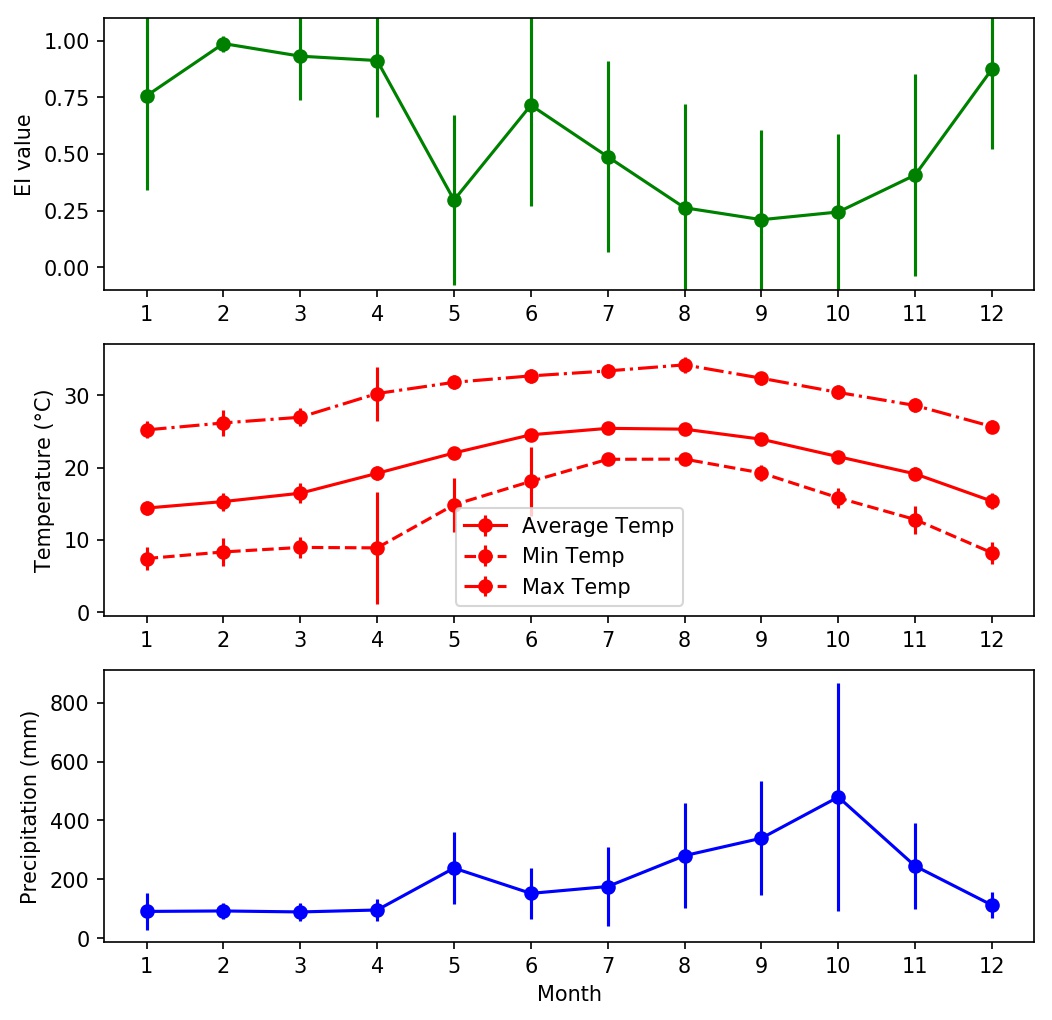 1.00
0.75
0.50
0.25
0.00
EI value
1 2 3 4 5 6 7 8 9 10 11 12
30
20
10
0
Temperature (°C)
Average Temp
Min Temp
Max Temp
1 2 3 4 5 6 7 8 9 10 11 12
800
600
400
200
0
Precipitation (mm)
1 2 3 4 5 6 7 8 9 10 11 12
Month